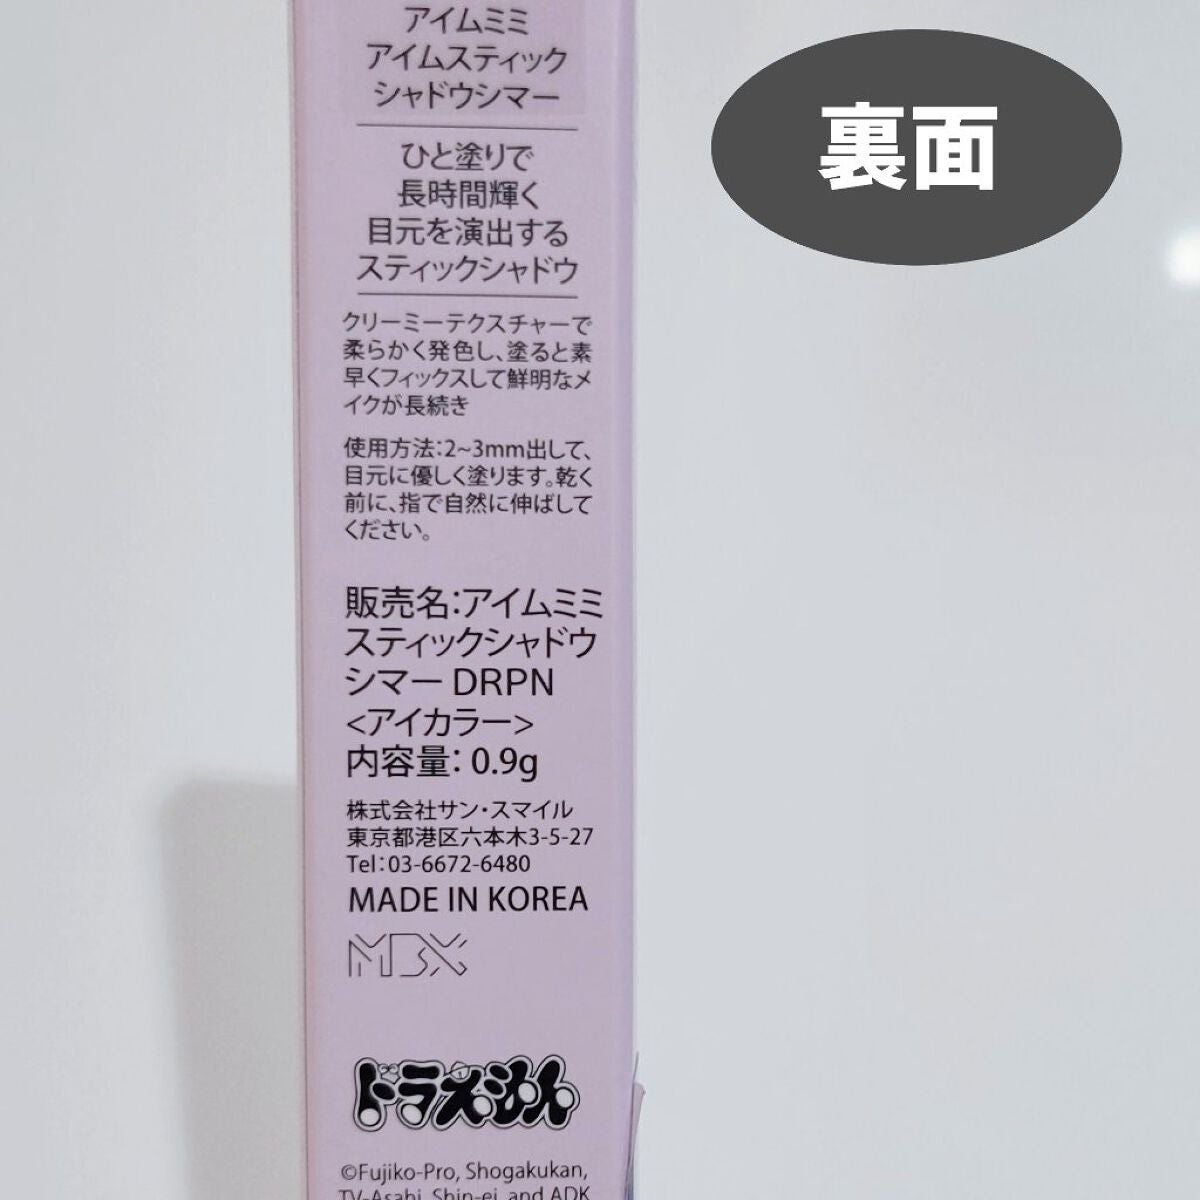 アイムミミ
アイムスティック
シャドウシマー
ひと塗りで
長時間輝く
目元を演出する
スティックシャドウ
クリーミーテクスチャーで
柔らかく発色し、塗ると素
早くフィックスして鮮明なメ
イクが長続き
使用方法:2~3mm出して、
目元に優しく塗ります。乾く
前に、指で自然に伸ばして
ください。
販売名:アイムミミ
スティックシャドウ
シマー DRPN
<アイカラー>
内容量: 0.9g
株式会社サン・スマイル
東京都港区六本木3-5-27
Tel:03-6672-6480
MADE IN KOREA
MBX
ドラえもん
©Fujiko-Pro, Shogakukan,
TV-Asahi, Shin-ei, and ADK
裏面